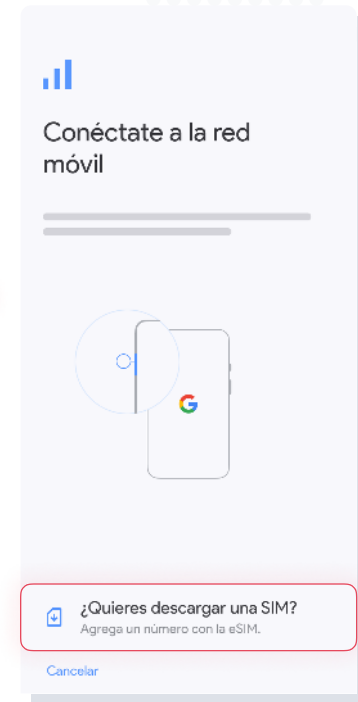 Conéctate a la red
móvil
G
¿Quieres descargar una SIM?
Agrega un número con la eSIM.
Cancelar